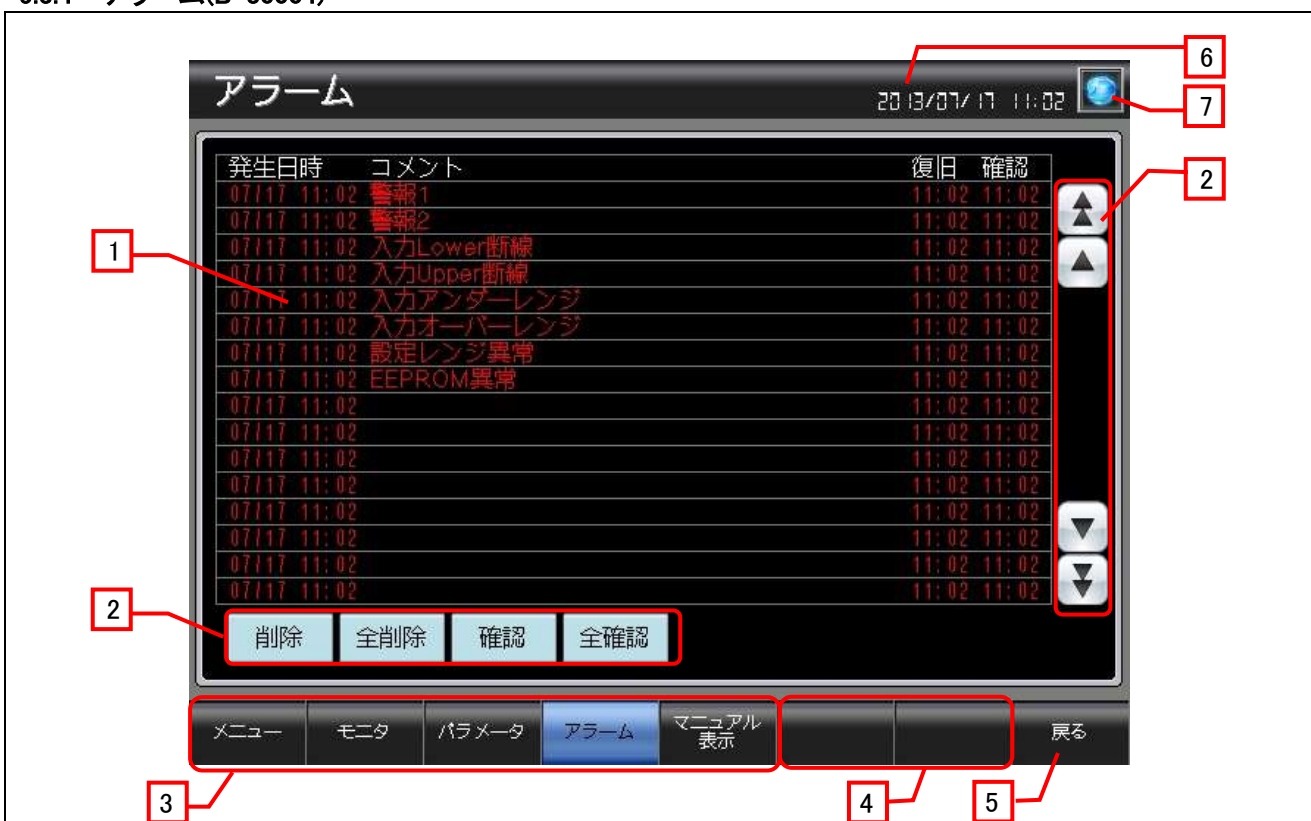 アラーム
2013/07/17 11:02
6
7
発生日時 コメント 復旧 確認
2
07/17 11:02 警報1 11:02 11:02
07/17 11:02 警報2 11:02 11:02
1
07/17 11:02 入力Lower断線 11:02 11:02
07/17 11:02 入力Upper断線 11:02 11:02
07/17 11:02 入力アンダーレンジ 11:02 11:02
07/17 11:02 入力オーバーレンジ 11:02 11:02
07/17 11:02 設定レンジ異常 11:02 11:02
07/17 11:02 EEPROM異常 11:02 11:02
07/17 11:02 11:02 11:02
07/17 11:02 11:02 11:02
07/17 11:02 11:02 11:02
07/17 11:02 11:02 11:02
07/17 11:02 11:02 11:02
07/17 11:02 11:02 11:02
07/17 11:02 11:02 11:02
07/17 11:02 11:02 11:02
2
削除 全削除 確認 全確認
メニュー モニタ パラメータ アラーム マニュアル
表示
戻る
3 4 5